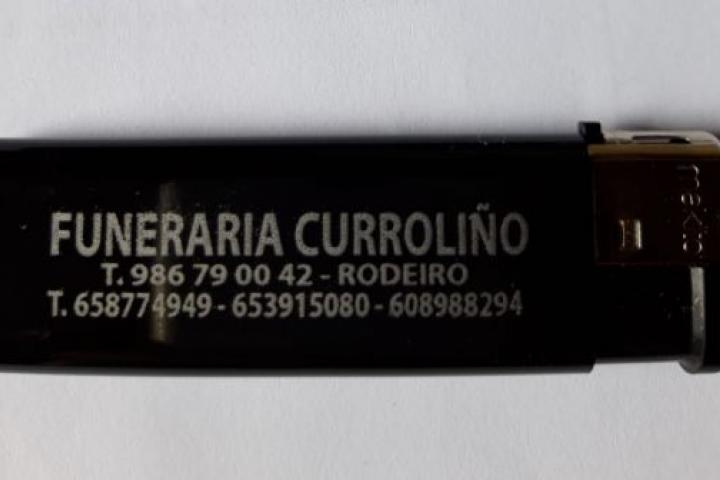 FUNERARIA CURROLIÑO
T. 986 79 00 42 - RODEIRO
T. 658774949 - 653915080 - 608988294